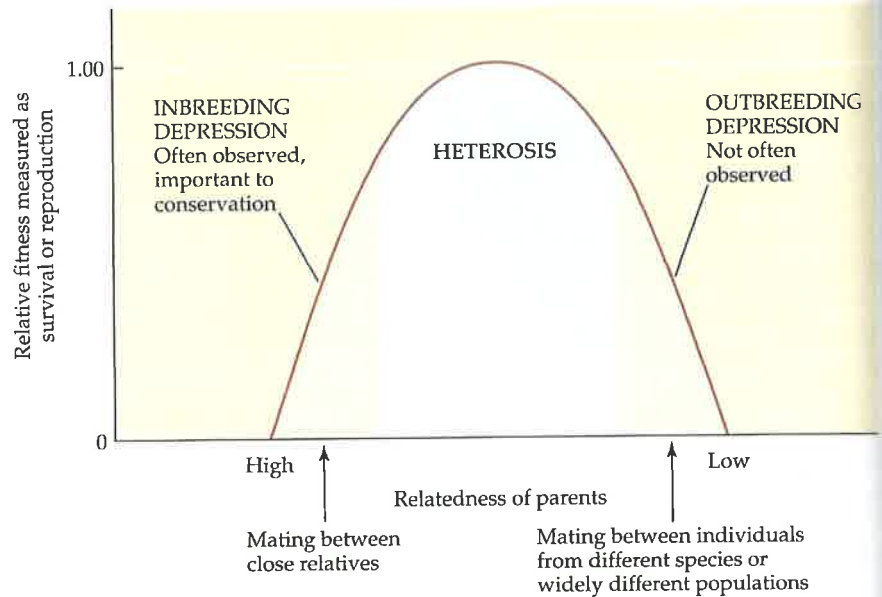 Relative fitness measured as
survival or reproduction
1.00
0
INBREEDING
DEPRESSION
Often observed,
important to
conservation
HETEROSIS
OUTBREEDING
DEPRESSION
Not often
observed
High
Low
Relatedness of parents
Mating between
close relatives
Mating between individuals
from different species or
widely different populations